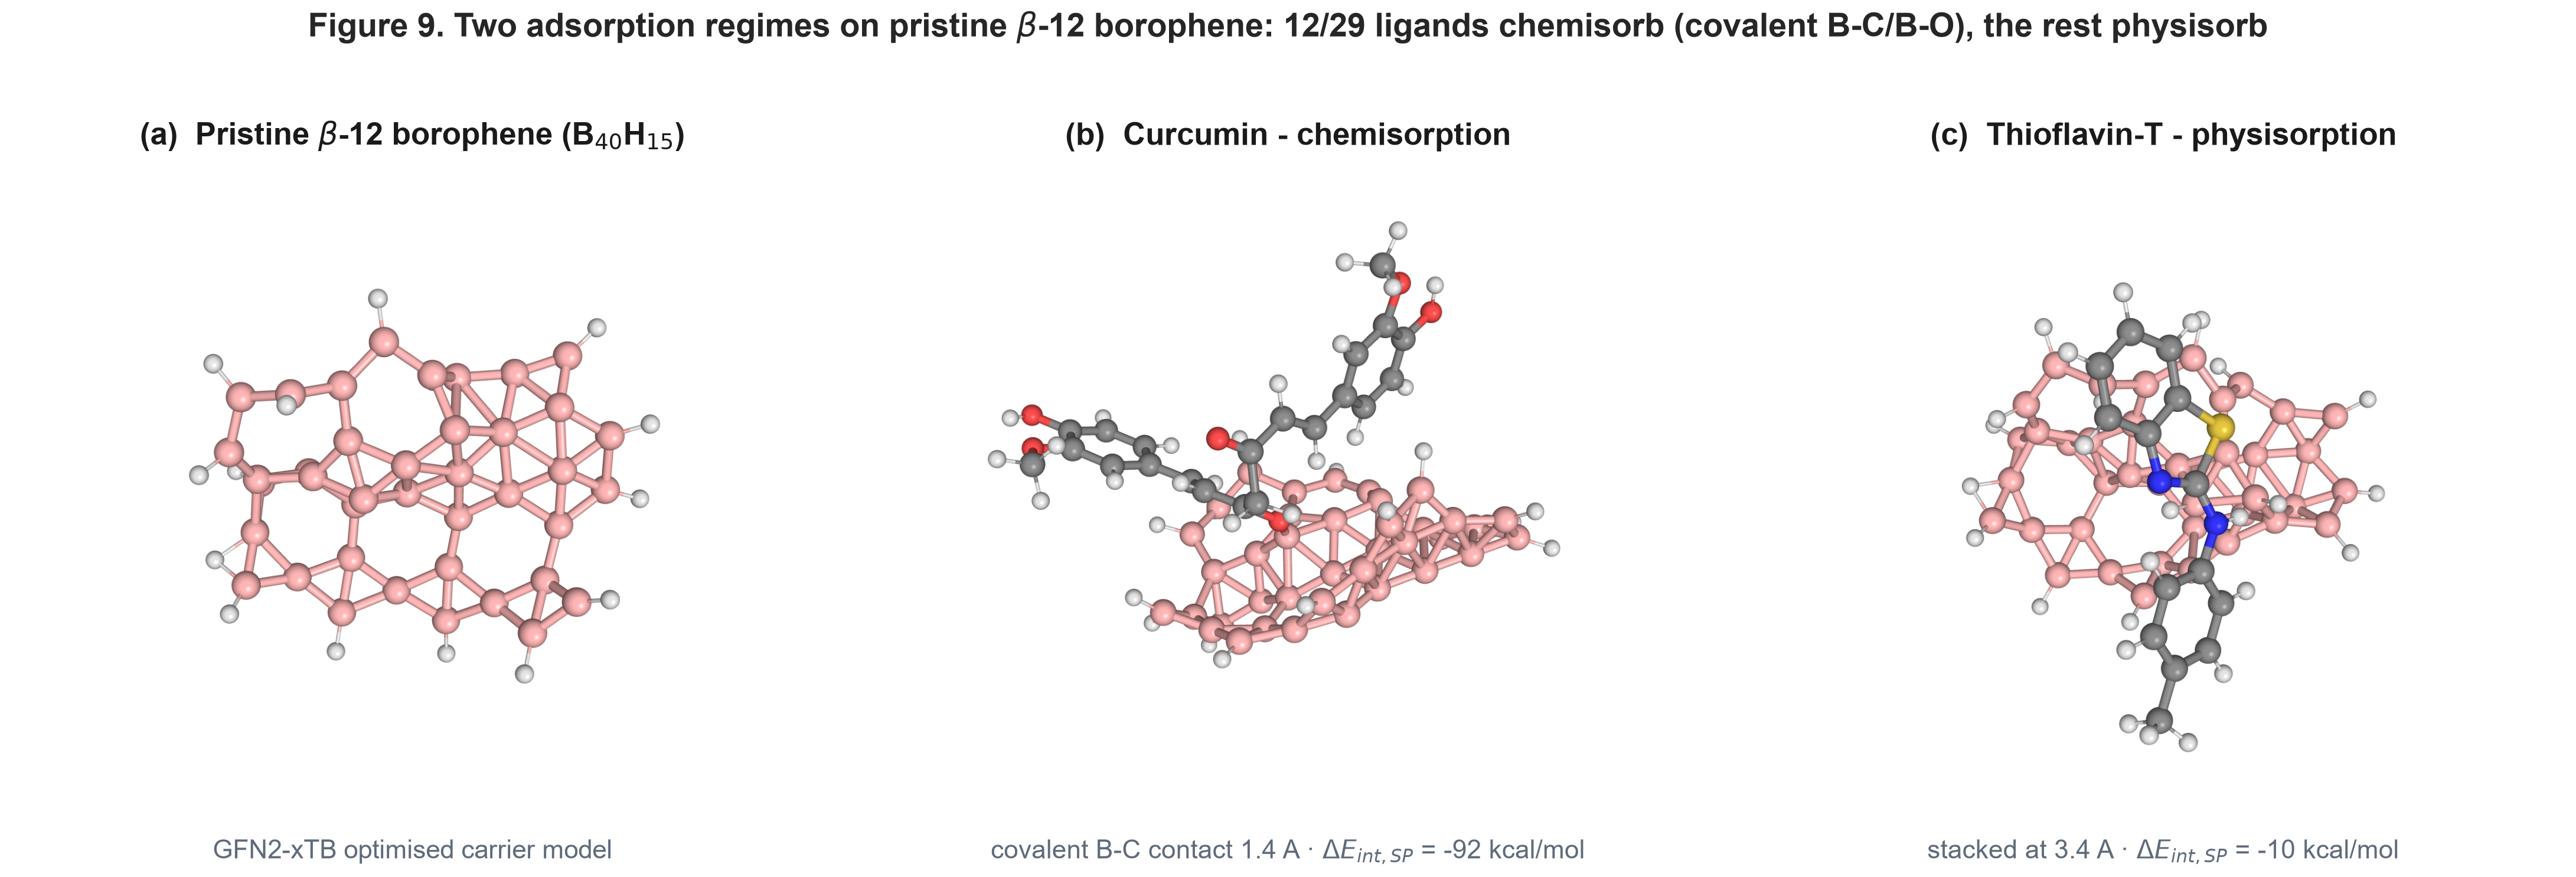 Figure 9. Two adsorption regimes on pristine β-12 borophene: 12/29 ligands chemisorb (covalent B-C/B-O), the rest physisorb
(a) Pristine β-12 borophene (B₄₀H₁₅)
(b) Curcumin - chemisorption
(c) Thioflavin-T - physisorption
GFN2-xTB optimised carrier model
covalent B-C contact 1.4 A · ΔE_int,SP = -92 kcal/mol
stacked at 3.4 A · ΔE_int,SP = -10 kcal/mol